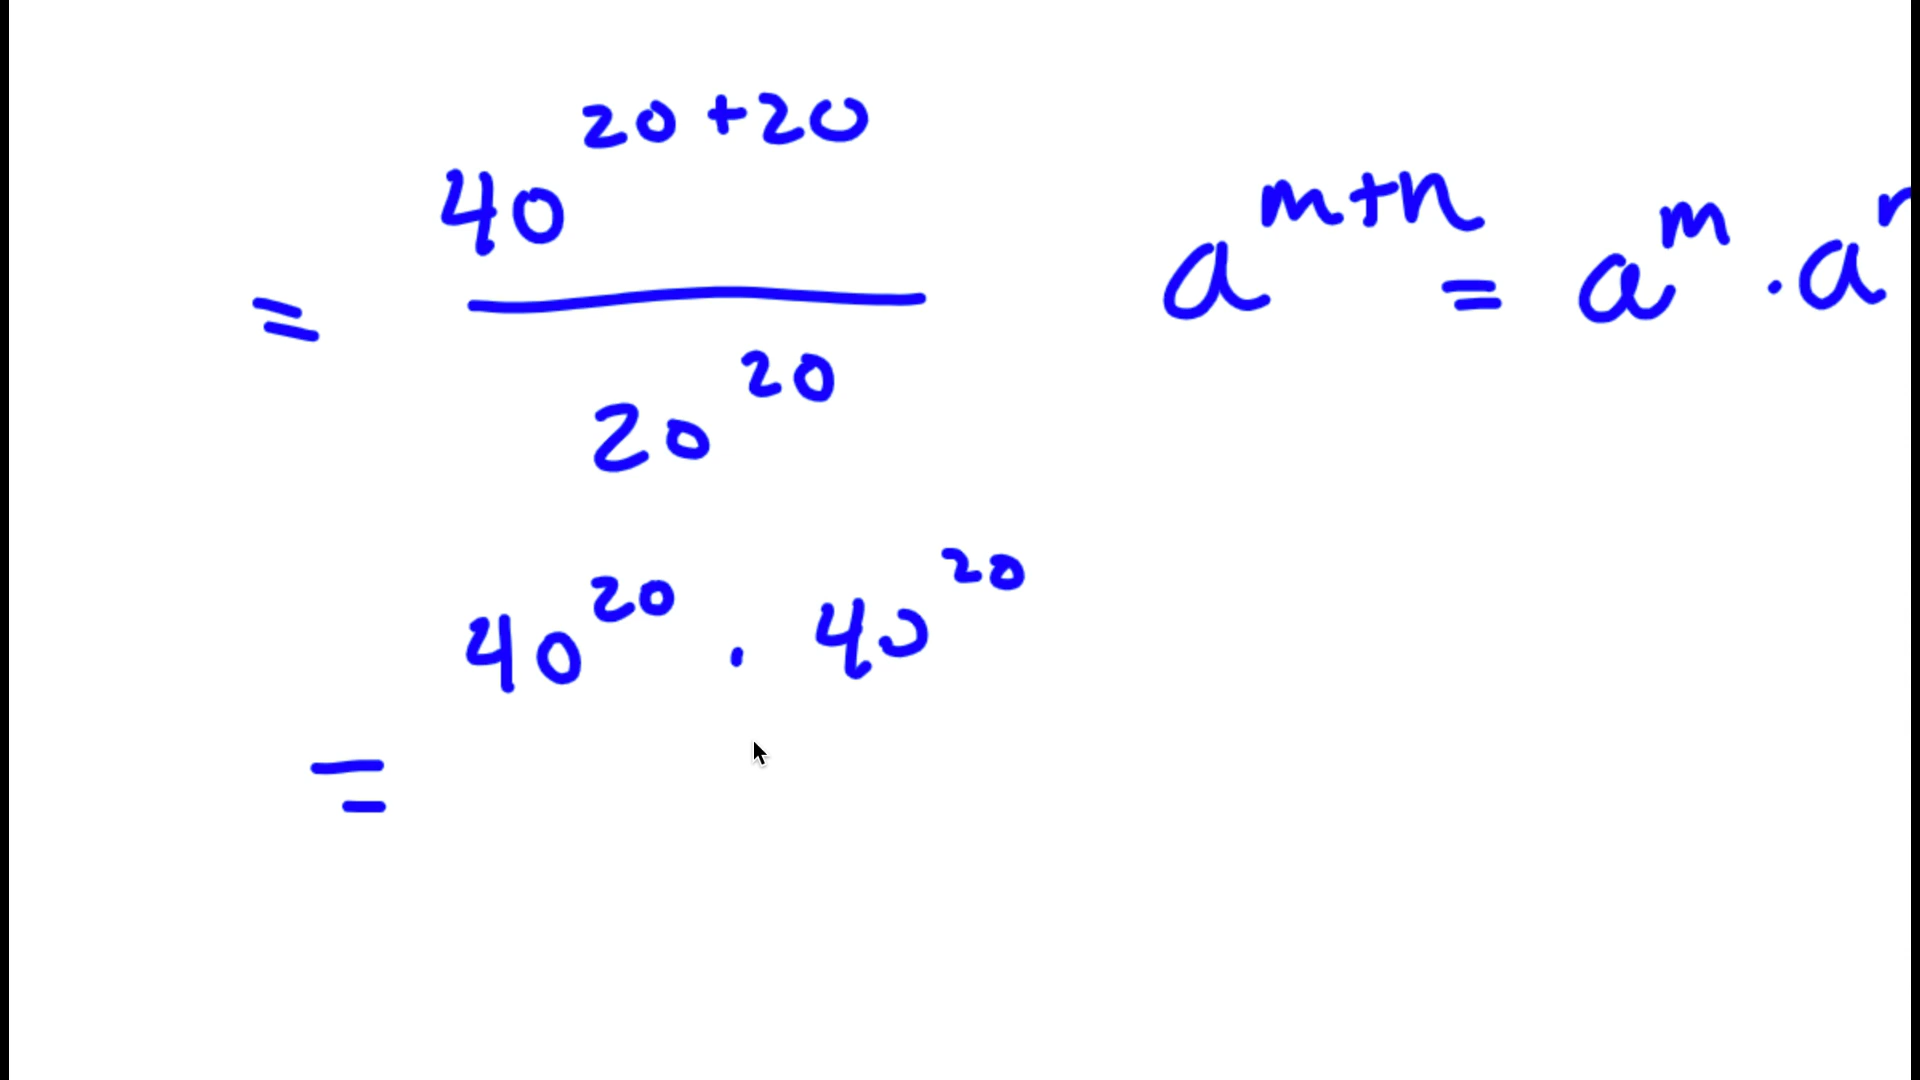 = 40^{20+20} / 20^{20}
a^{m+n} = a^m · a
= 40^{20} · 40^{20}